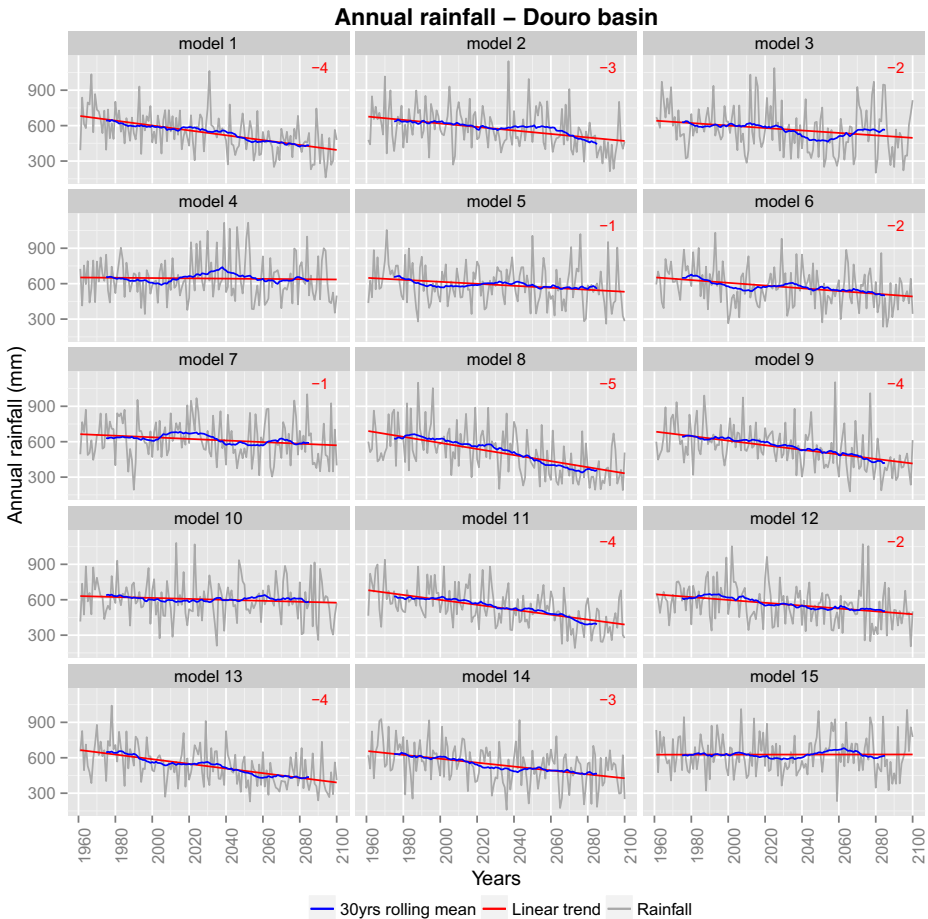 Annual rainfall – Douro basin
model 1 model 2 model 3
−4 −3 −2
900
600
300
model 4 model 5 model 6
−1 −2
900
600
300
model 7 model 8 model 9
−1 −5 −4
900
600
300
model 10 model 11 model 12
−4 −2
900
600
300
model 13 model 14 model 15
−4 −3
900
600
300
Annual rainfall (mm)
1960 1980 2000 2020 2040 2060 2080 2100 1960 1980 2000 2020 2040 2060 2080 2100 1960 1980 2000 2020 2040 2060 2080 2100
Years
30yrs rolling mean Linear trend Rainfall